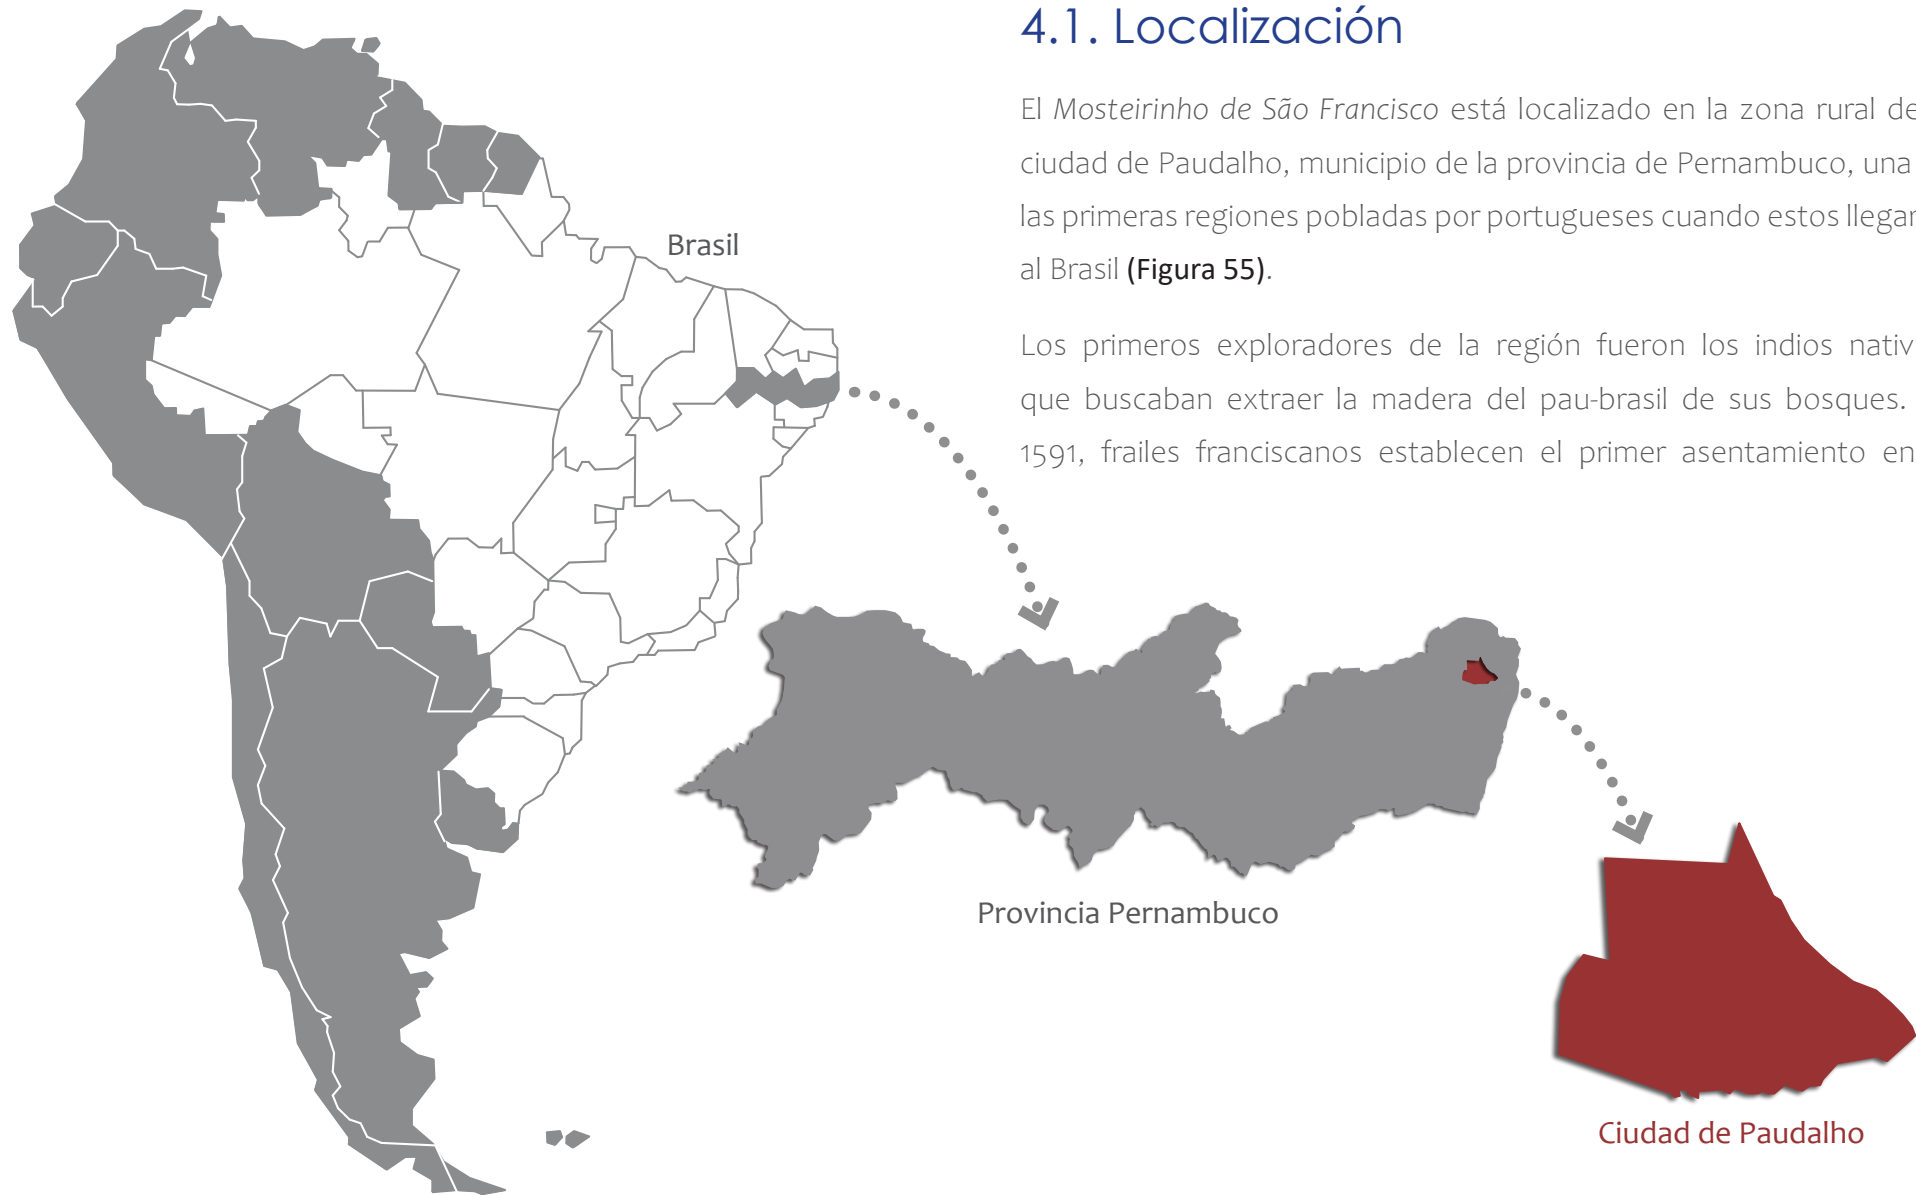 4.1. Localización
El Mosteirinho de São Francisco está localizado en la zona rural de
ciudad de Paudalho, municipio de la provincia de Pernambuco, una
las primeras regiones pobladas por portugueses cuando estos llegar
al Brasil (Figura 55).
Los primeros exploradores de la región fueron los indios nativ
que buscaban extraer la madera del pau-brasil de sus bosques.
1591, frailes franciscanos establecen el primer asentamiento en
Brasil
Provincia Pernambuco
Ciudad de Paudalho